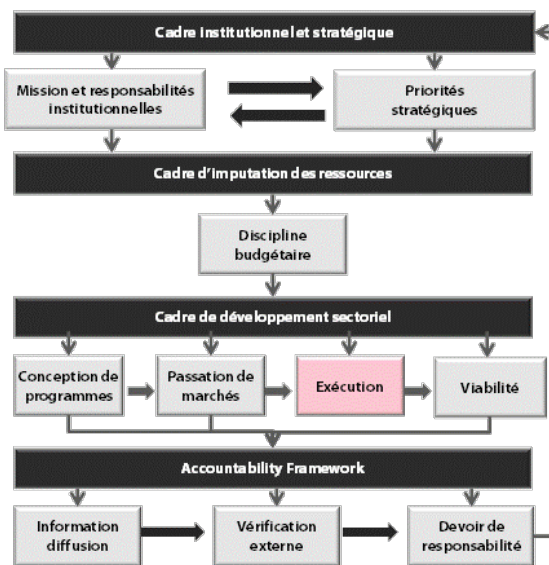 Cadre institutionnel et stratégique
Mission et responsabilités
institutionnelles
Priorités
stratégiques
Cadre d'imputation des ressources
Discipline
budgétaire
Cadre de développement sectoriel
Conception de
programmes
Passation de
marchés
Exécution
Viabilité
Accountability Framework
Information
diffusion
Vérification
externe
Devoir de
responsabilité